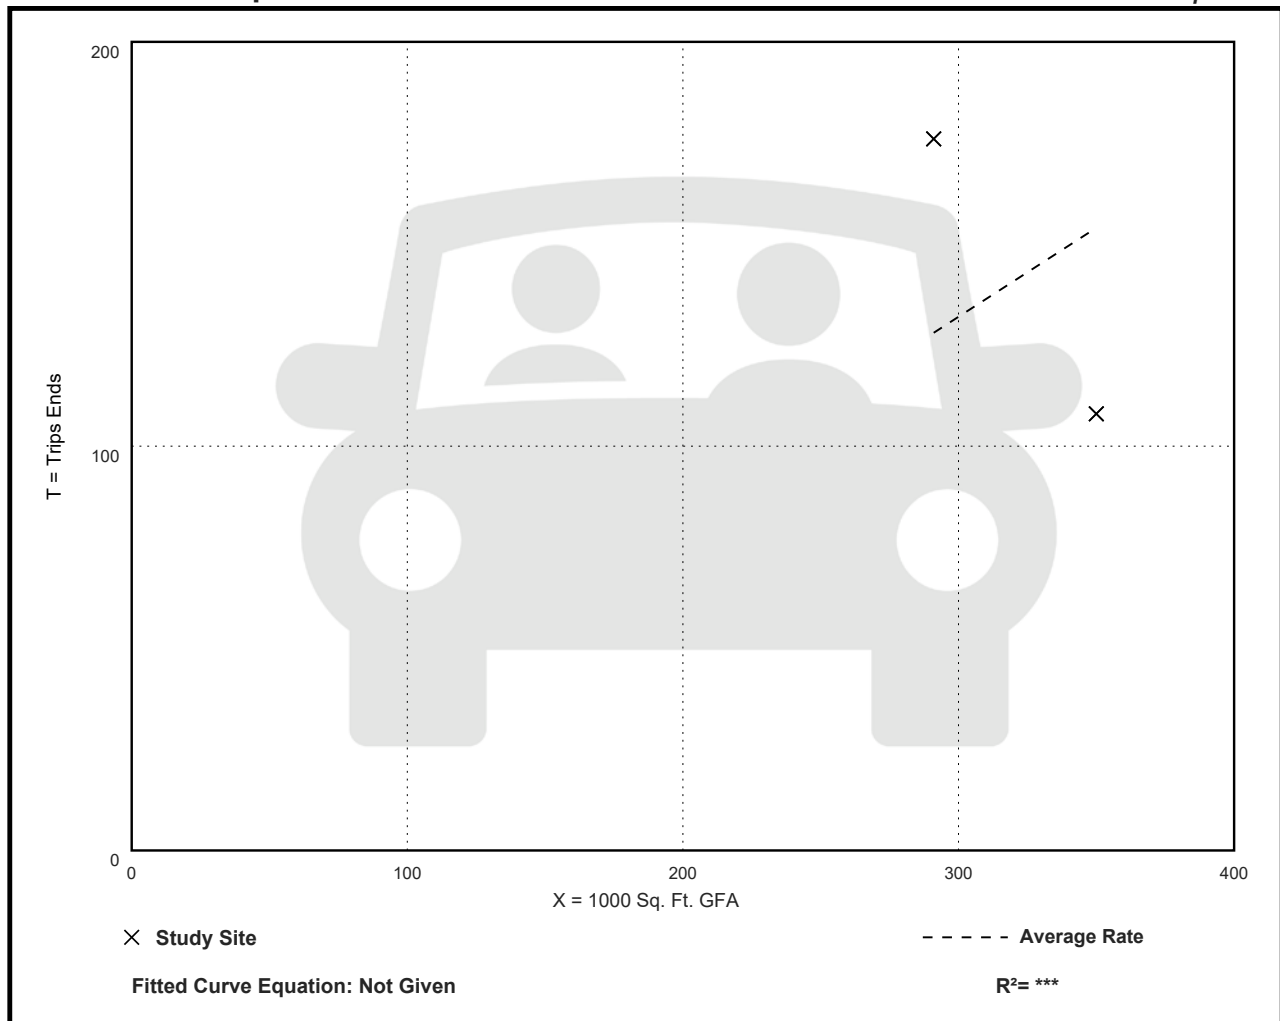 200
100
0
T = Trips Ends
0 100 200 300 400
X = 1000 Sq. Ft. GFA
Study Site
Average Rate
Fitted Curve Equation: Not Given
R²= ***